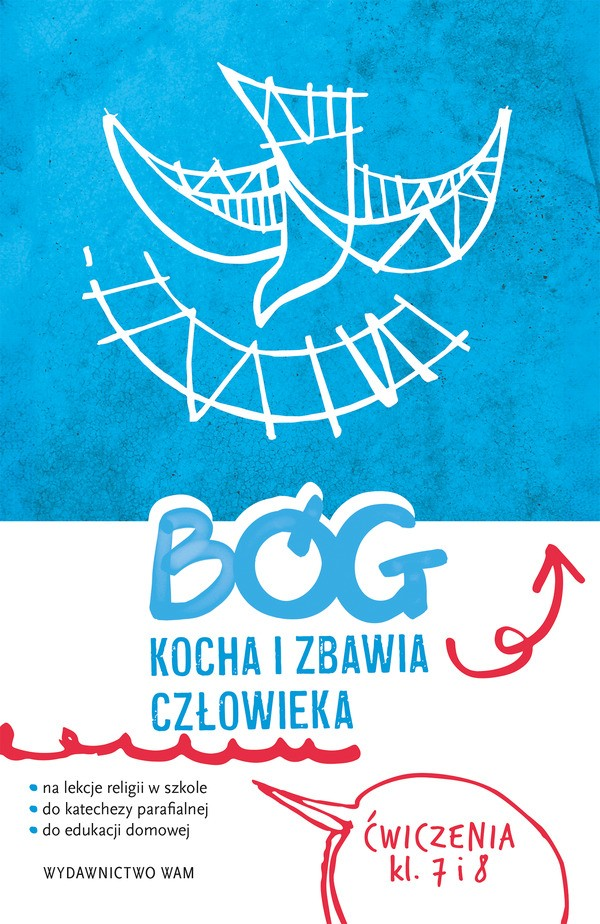 BÓG
KOCHA I ZBAWIA
CZŁOWIEKA
• na lekcje religii w szkole
• do katechezy parafialnej
• do edukacji domowej
WYDAWNICTWO WAM
ĆWICZENIA
kl. 7 i 8